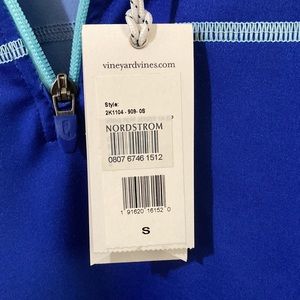 vineyardvines.com
Style:
2K1104 - 909- 0S
NORDSTROM
0807 6746 1512
1 91620 16152 0
S